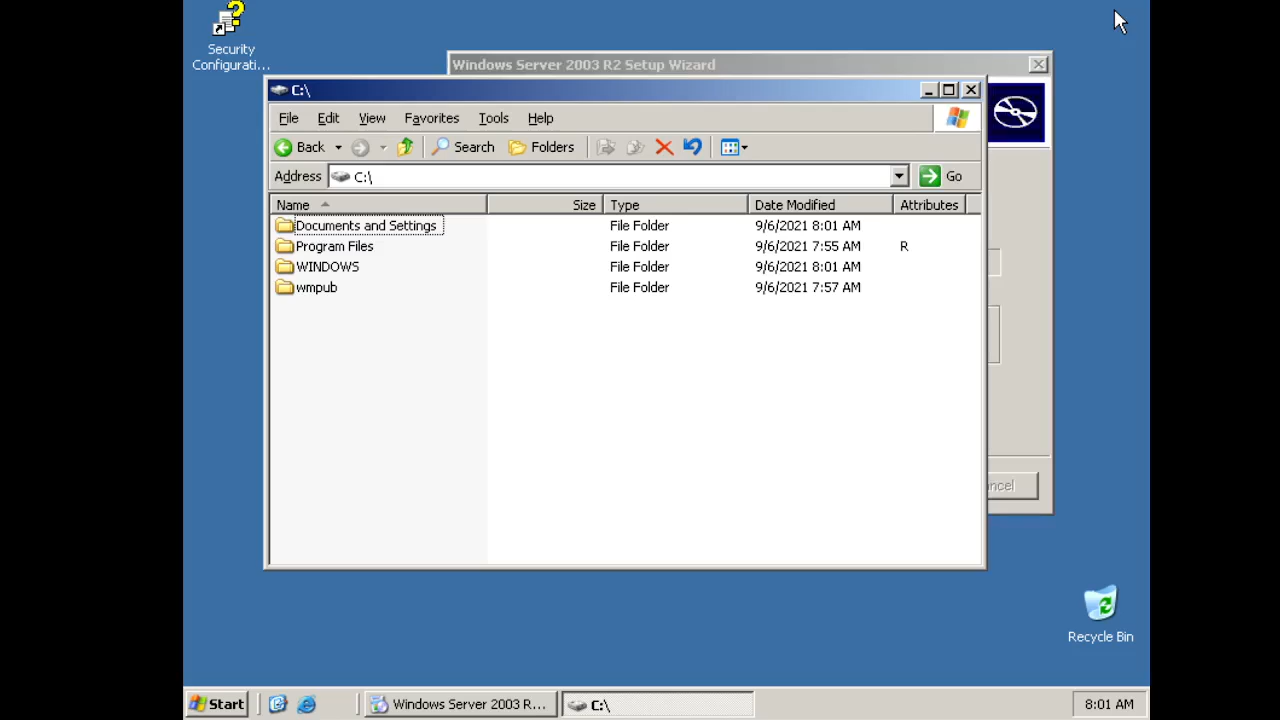 Security
Configurati...
Windows Server 2003 R2 Setup Wizard
C:\
File Edit View Favorites Tools Help
Back Search Folders
Address C:\ Go
Name Size Type Date Modified Attributes
Documents and Settings File Folder 9/6/2021 8:01 AM
Program Files File Folder 9/6/2021 7:55 AM R
WINDOWS File Folder 9/6/2021 8:01 AM
wmpub File Folder 9/6/2021 7:57 AM
ncel
Recycle Bin
Start Windows Server 2003 R... C:\ 8:01 AM